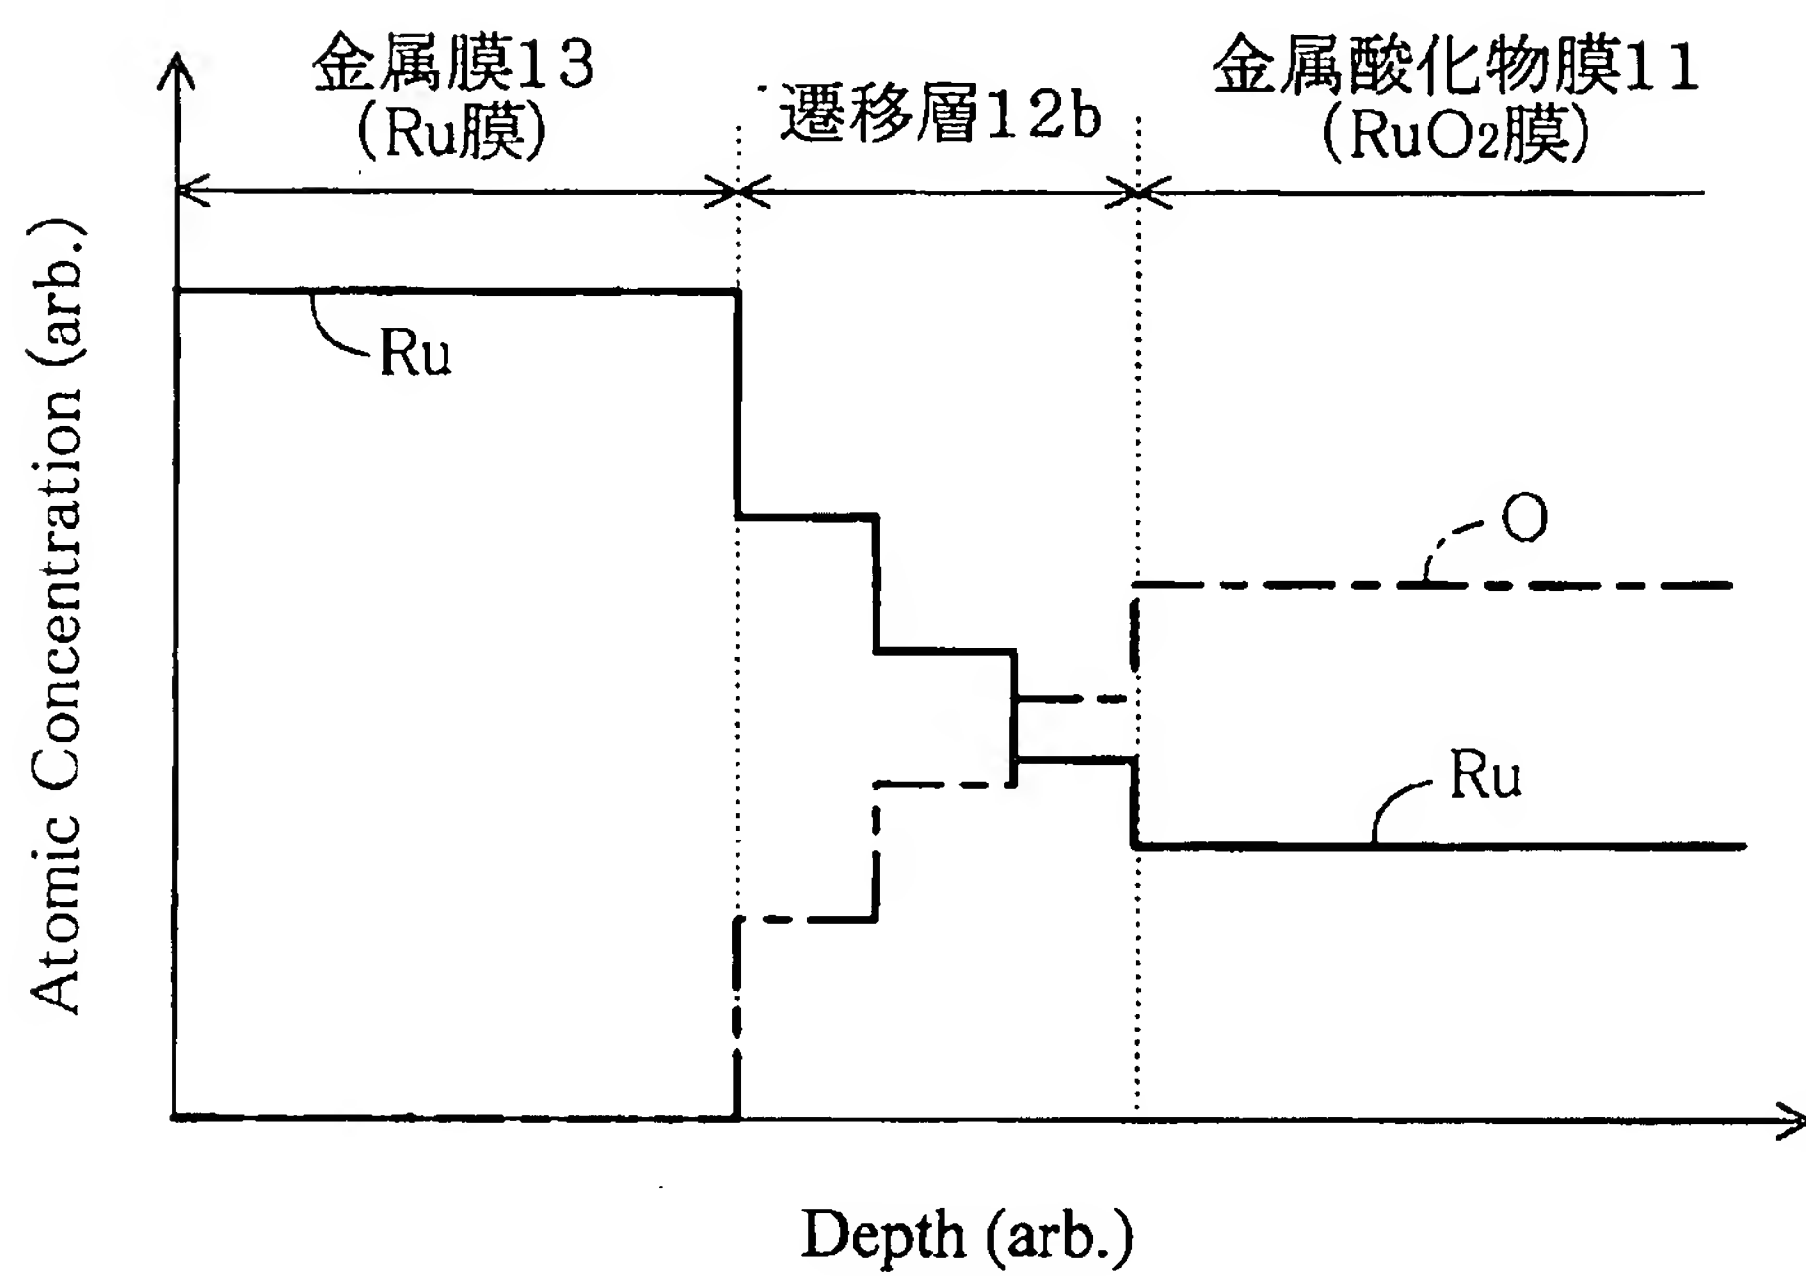 金属膜13
(Ru膜)
遷移層12b
金属酸化物膜11
(RuO₂膜)
Atomic Concentration (arb.)
Ru
O
Ru
Depth (arb.)